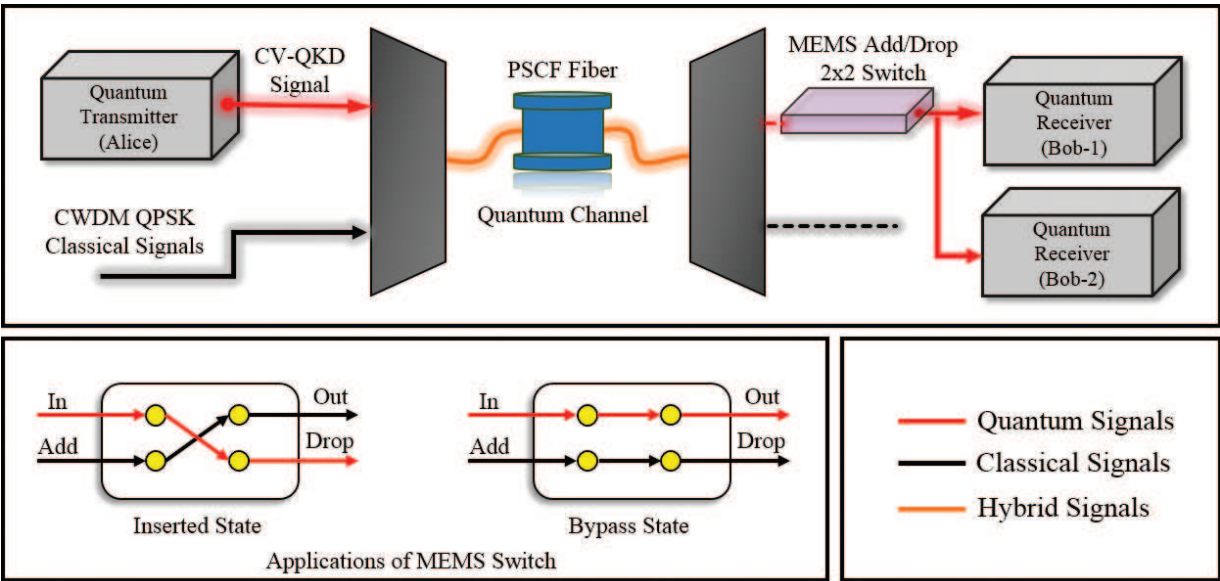 Quantum
Transmitter
(Alice)
CV-QKD
Signal
CWDM QPSK
Classical Signals
PSCF Fiber
Quantum Channel
MEMS Add/Drop
2x2 Switch
Quantum
Receiver
(Bob-1)
Quantum
Receiver
(Bob-2)
In
Out
Add
Drop
Inserted State
In
Out
Add
Drop
Bypass State
Applications of MEMS Switch
Quantum Signals
Classical Signals
Hybrid Signals